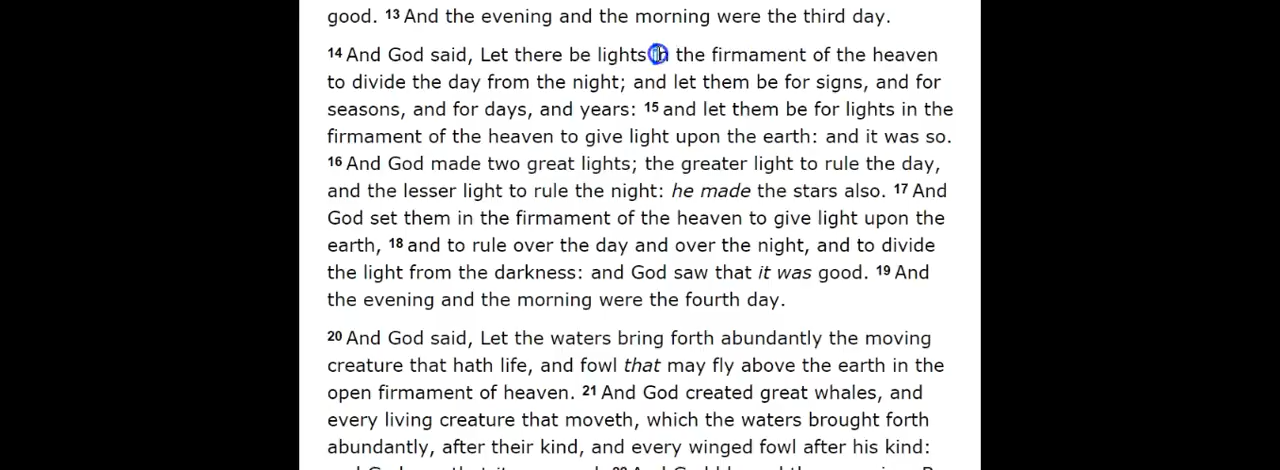 good. 13 And the evening and the morning were the third day.
14 And God said, Let there be lights in the firmament of the heaven
to divide the day from the night; and let them be for signs, and for
seasons, and for days, and years: 15 and let them be for lights in the
firmament of the heaven to give light upon the earth: and it was so.
16 And God made two great lights; the greater light to rule the day,
and the lesser light to rule the night: he made the stars also. 17 And
God set them in the firmament of the heaven to give light upon the
earth, 18 and to rule over the day and over the night, and to divide
the light from the darkness: and God saw that it was good. 19 And
the evening and the morning were the fourth day.
20 And God said, Let the waters bring forth abundantly the moving
creature that hath life, and fowl that may fly above the earth in the
open firmament of heaven. 21 And God created great whales, and
every living creature that moveth, which the waters brought forth
abundantly, after their kind, and every winged fowl after his kind: